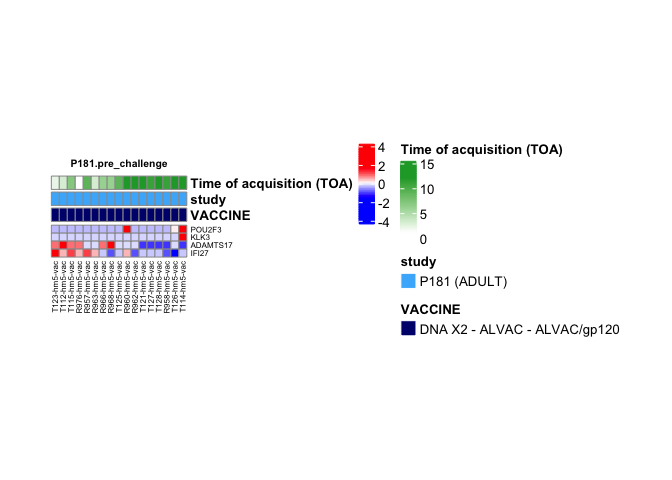 P181.pre_challenge
Time of acquisition (TOA)
study
VACCINE
POU2F3
KLK3
ADAMTS17
IFI27
T123-hm5-vac
T112-hm5-vac
T115-hm5-vac
R976-hm5-vac
R957-hm5-vac
R963-hm5-vac
R966-hm5-vac
R968-hm5-vac
T125-hm5-vac
R960-hm5-vac
R962-hm5-vac
T121-hm5-vac
T127-hm5-vac
T128-hm5-vac
R958-hm5-vac
T126-hm5-vac
T114-hm5-vac
4
2
0
-2
-4
Time of acquisition (TOA)
15
10
5
0
study
P181 (ADULT)
VACCINE
DNA X2 - ALVAC - ALVAC/gp120